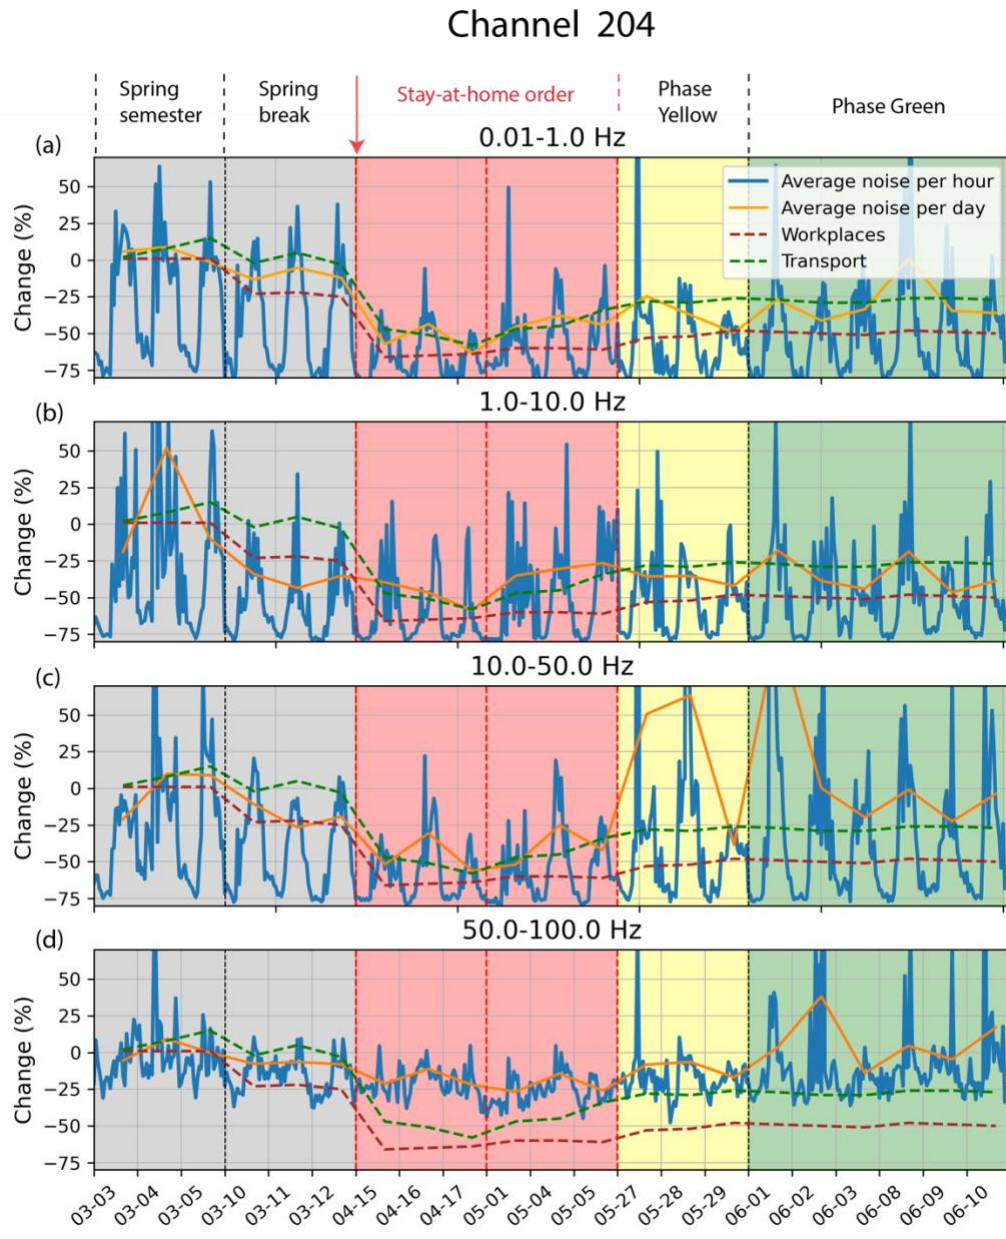 Channel 204
Spring semester
Spring break
Stay-at-home order
Phase Yellow
Phase Green
(a)
0.01-1.0 Hz
Change (%)
50
25
0
−25
−50
−75
Average noise per hour
Average noise per day
Workplaces
Transport
(b)
1.0-10.0 Hz
Change (%)
50
25
0
−25
−50
−75
(c)
10.0-50.0 Hz
Change (%)
50
25
0
−25
−50
−75
(d)
50.0-100.0 Hz
Change (%)
50
25
0
−25
−50
−75
03-03 03-04 03-05 03-10 03-11 03-12 04-15 04-16 04-17 05-01 05-04 05-05 05-27 05-28 05-29 06-01 06-02 06-03 06-08 06-09 06-10